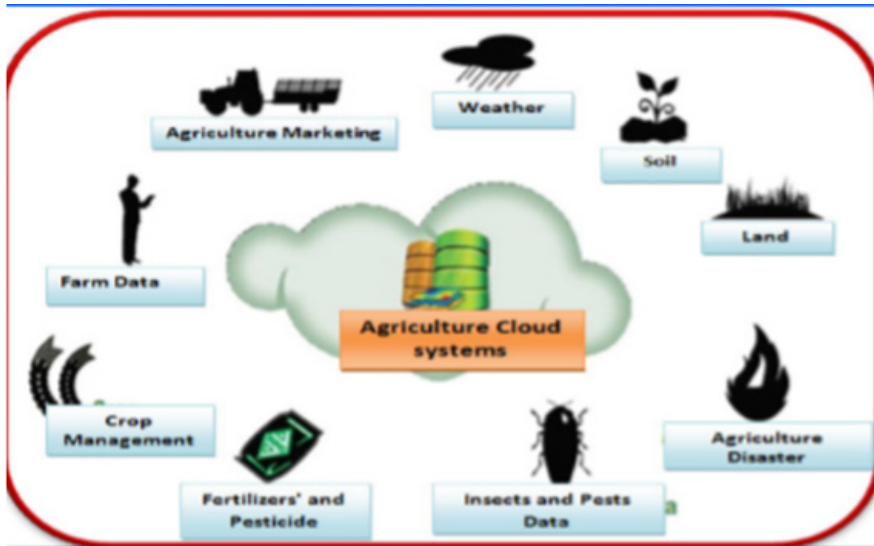 Weather
Agriculture Marketing
Soil
Land
Farm Data
Agriculture Cloud
systems
Crop
Management
Agriculture
Disaster
Fertilizers' and
Pesticide
Insects and Pests
Data